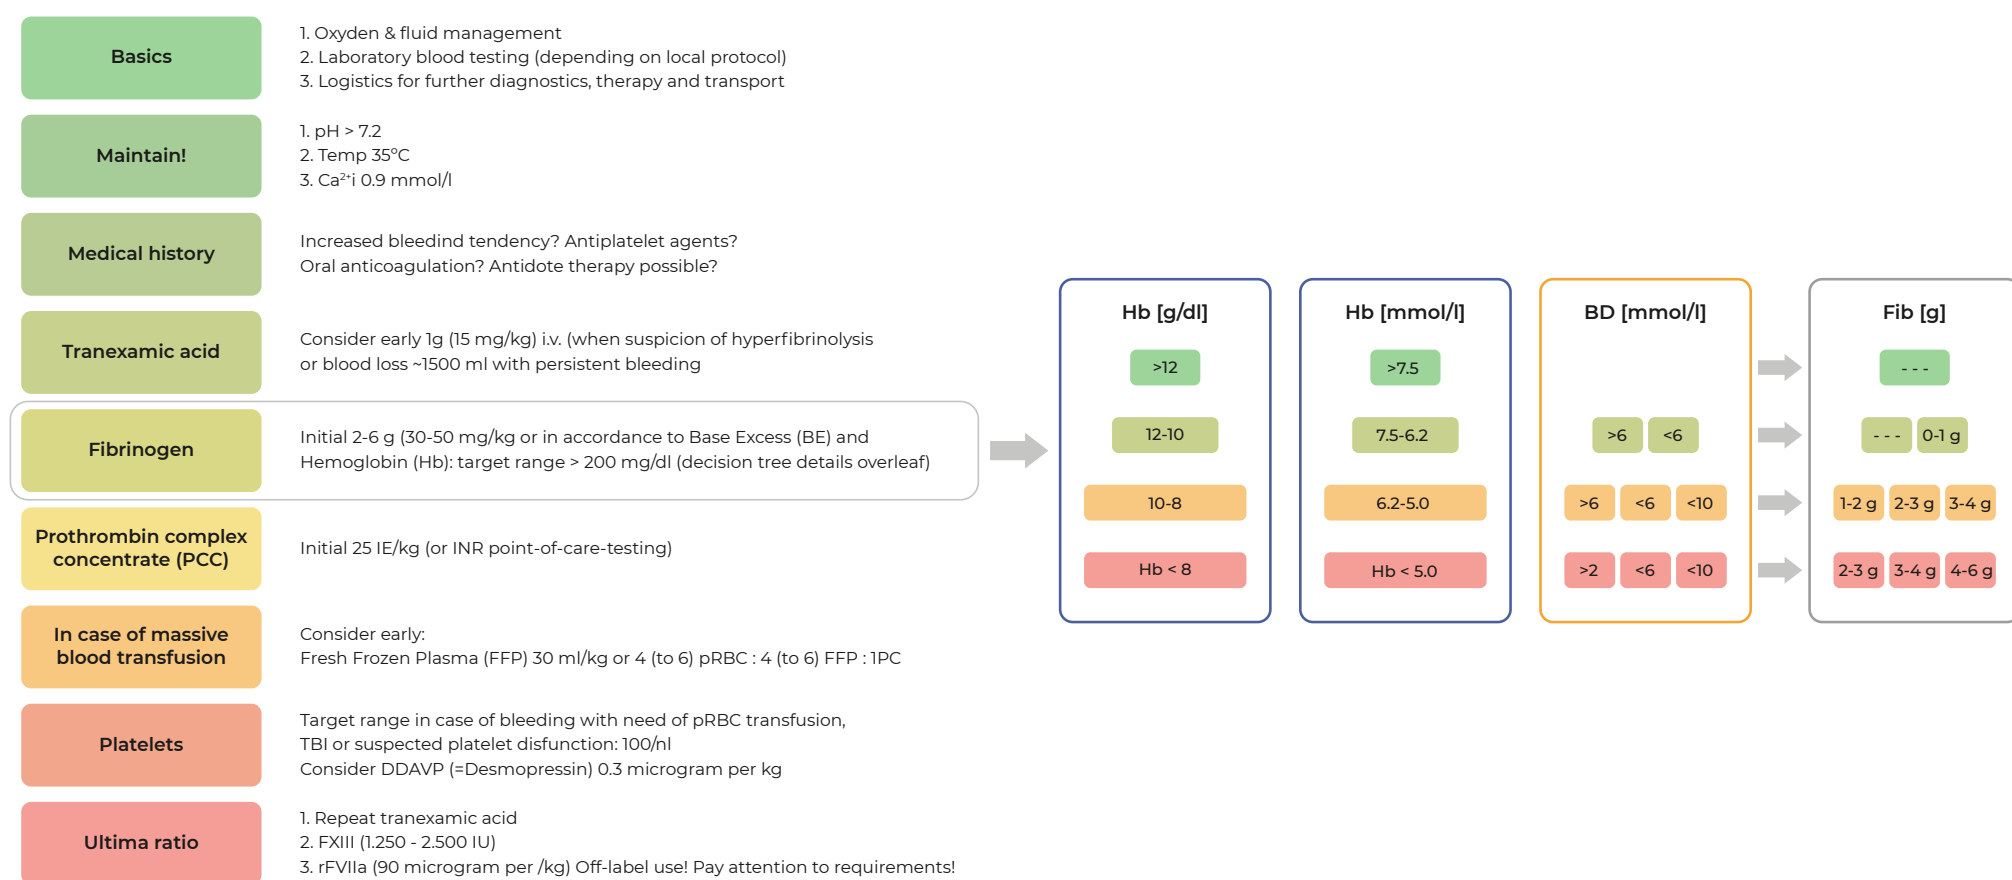 Basics
1. Oxyden & fluid management
2. Laboratory blood testing (depending on local protocol)
3. Logistics for further diagnostics, therapy and transport
Maintain!
1. pH > 7.2
2. Temp 35°C
3. Ca²⁺i 0.9 mmol/l
Medical history
Increased bleedind tendency? Antiplatelet agents?
Oral anticoagulation? Antidote therapy possible?
Tranexamic acid
Consider early 1g (15 mg/kg) i.v. (when suspicion of hyperfibrinolysis
or blood loss ~1500 ml with persistent bleeding
Fibrinogen
Initial 2-6 g (30-50 mg/kg or in accordance to Base Excess (BE) and
Hemoglobin (Hb): target range > 200 mg/dl (decision tree details overleaf)
Prothrombin complex
concentrate (PCC)
Initial 25 IE/kg (or INR point-of-care-testing)
In case of massive
blood transfusion
Consider early:
Fresh Frozen Plasma (FFP) 30 ml/kg or 4 (to 6) pRBC : 4 (to 6) FFP : 1PC
Platelets
Target range in case of bleeding with need of pRBC transfusion,
TBI or suspected platelet disfunction: 100/nl
Consider DDAVP (=Desmopressin) 0.3 microgram per kg
Ultima ratio
1. Repeat tranexamic acid
2. FXIII (1.250 - 2.500 IU)
3. rFVIIa (90 microgram per /kg) Off-label use! Pay attention to requirements!
Hb [g/dl] Hb [mmol/l] BD [mmol/l] Fib [g]
>12 >7.5 - - -
12-10 7.5-6.2 >6 <6 - - - 0-1 g
10-8 6.2-5.0 >6 <6 <10 1-2 g 2-3 g 3-4 g
Hb < 8 Hb < 5.0 >2 <6 <10 2-3 g 3-4 g 4-6 g